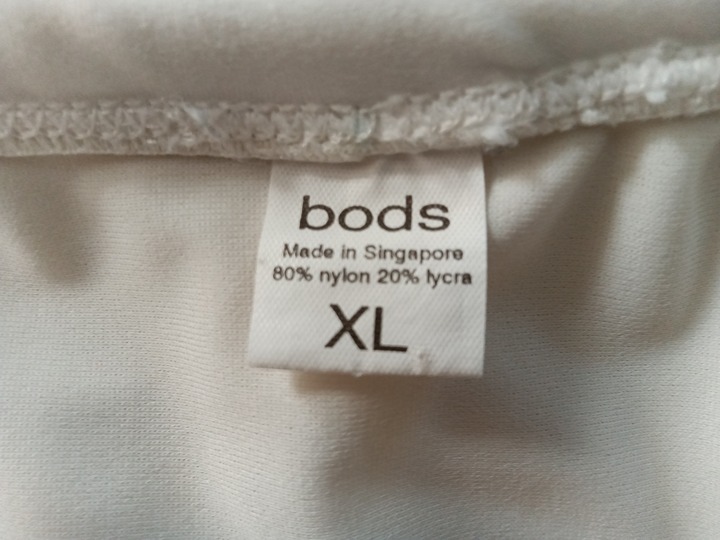 bods
Made in Singapore
80% nylon 20% lycra
XL